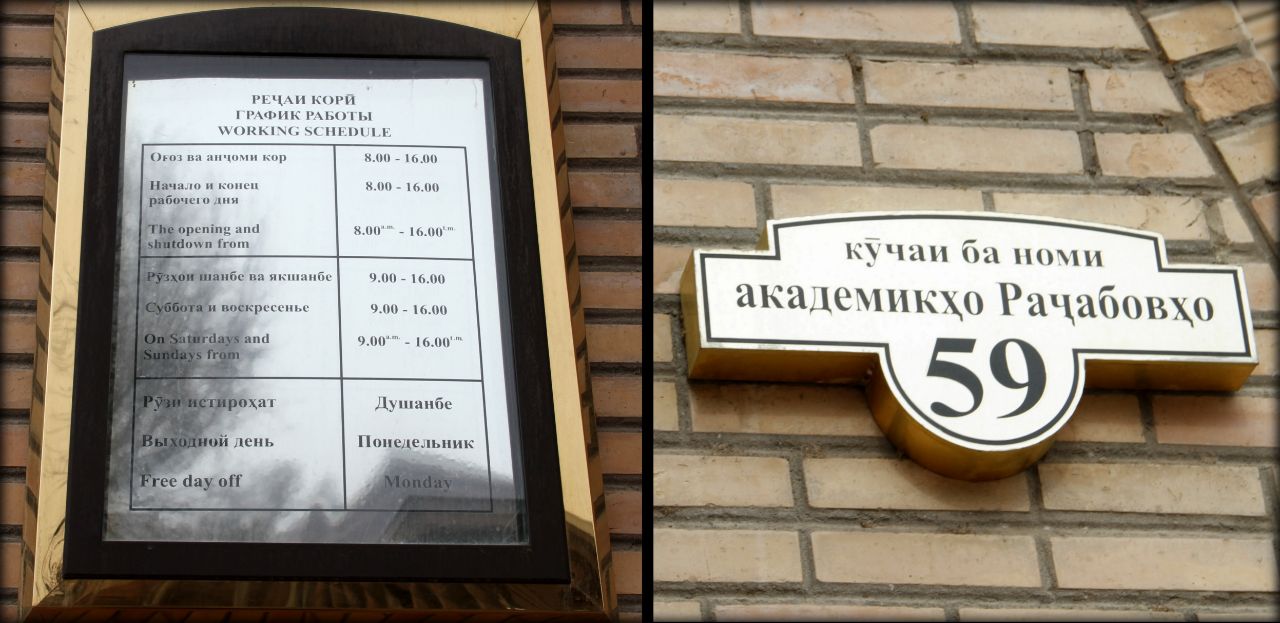 РЕҶАИ КОРӢ
ГРАФИК РАБОТЫ
WORKING SCHEDULE
Оғоз ва анҷоми кор 8.00 - 16.00
Начало и конец 8.00 - 16.00
рабочего дня
The opening and 8.00a.m. - 16.00t.m.
shutdown from
Рӯзҳои шанбе ва якшанбе 9.00 - 16.00
Суббота и воскресенье 9.00 - 16.00
On Saturdays and 9.00a.m. - 16.00t.m.
Sundays from
Рӯзи истироҳат Душанбе
Выходной день Понедельник
Free day off Monday
кӯчаи ба номи
академикҳо Раҷабовҳо
59